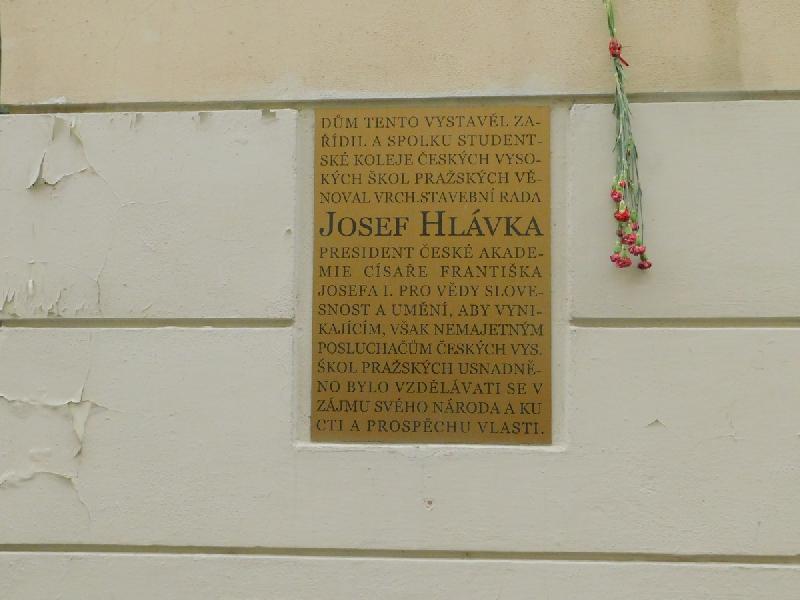 DŮM TENTO VYSTAVĚL ZA-
ŘÍDIL A SPOLKU STUDENT-
SKÉ KOLEJE ČESKÝCH VYSO-
KÝCH ŠKOL PRAŽSKÝCH VĚ-
NOVAL VRCH.STAVEBNÍ RADA
JOSEF HLÁVKA
PRESIDENT ČESKÉ AKADE-
MIE CÍSAŘE FRANTIŠKA
JOSEFA I. PRO VĚDY SLOVE-
SNOST A UMĚNÍ, ABY VYNI-
KAJÍCÍM, VŠAK NEMAJETNÝM
POSLUCHAČŮM ČESKÝCH VYS.
ŠKOL PRAŽSKÝCH USNADNĚ-
NO BYLO VZDĚLÁVATI SE V
ZÁJMU SVÉHO NÁRODA A KU
CTI A PROSPĚCHU VLASTI.